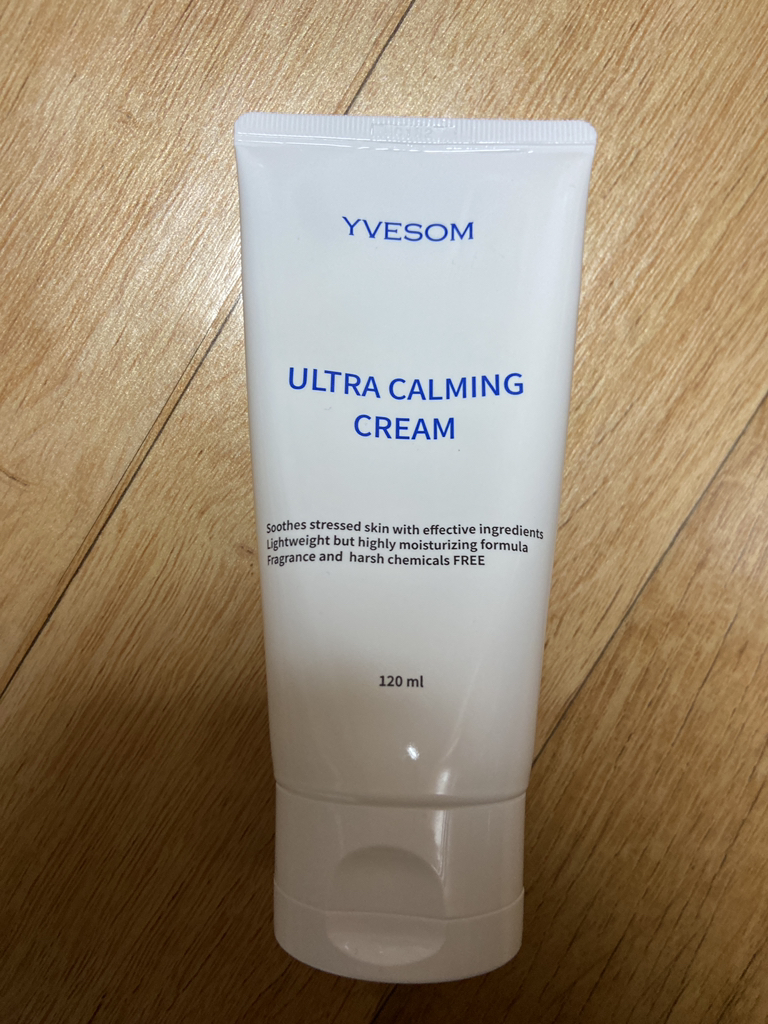 YVESOM
ULTRA CALMING
CREAM
Soothes stressed skin with effective ingredients
Lightweight but highly moisturizing formula
Fragrance and harsh chemicals FREE
120 ml